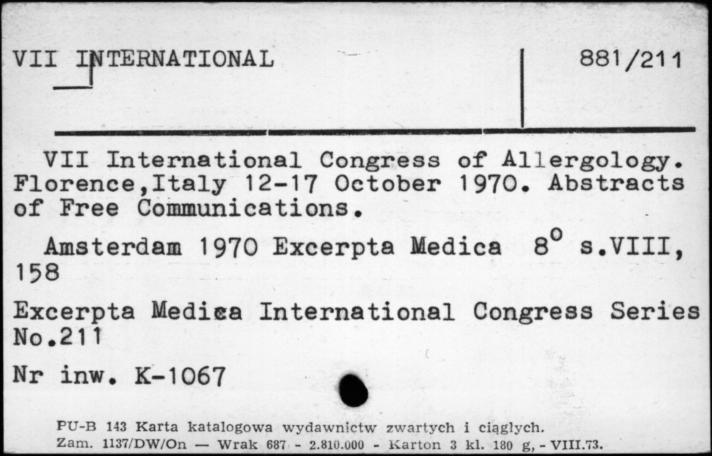 VII INTERNATIONAL 881/211
VII International Congress of Allergology.
Florence,Italy 12-17 October 1970. Abstracts
of Free Communications.
Amsterdam 1970 Excerpta Medica 8° s.VIII,
158
Excerpta Medica International Congress Series
No.211
Nr inw. K-1067
PU-B 143 Karta katalogowa wydawnictw zwartych i ciągłych.
Zam. 1137/DW/On — Wrak 687 - 2.810.000 - Karton 3 kl. 180 g, - VIII.73.